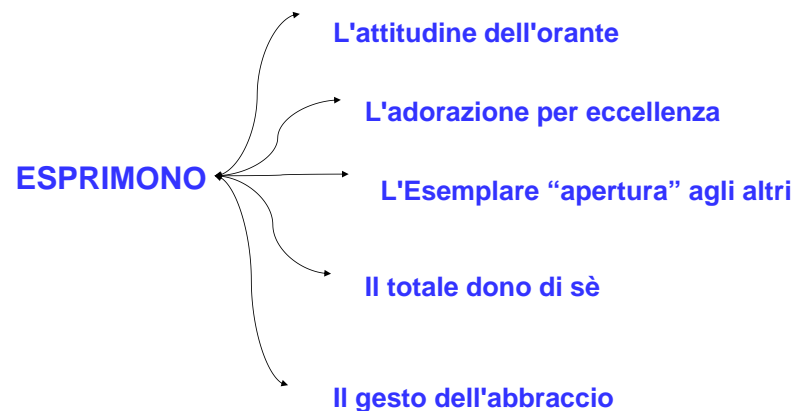 L'attitudine dell'orante
L'adorazione per eccellenza
ESPRIMONO
L'Esemplare “apertura” agli altri
Il totale dono di sè
Il gesto dell'abbraccio